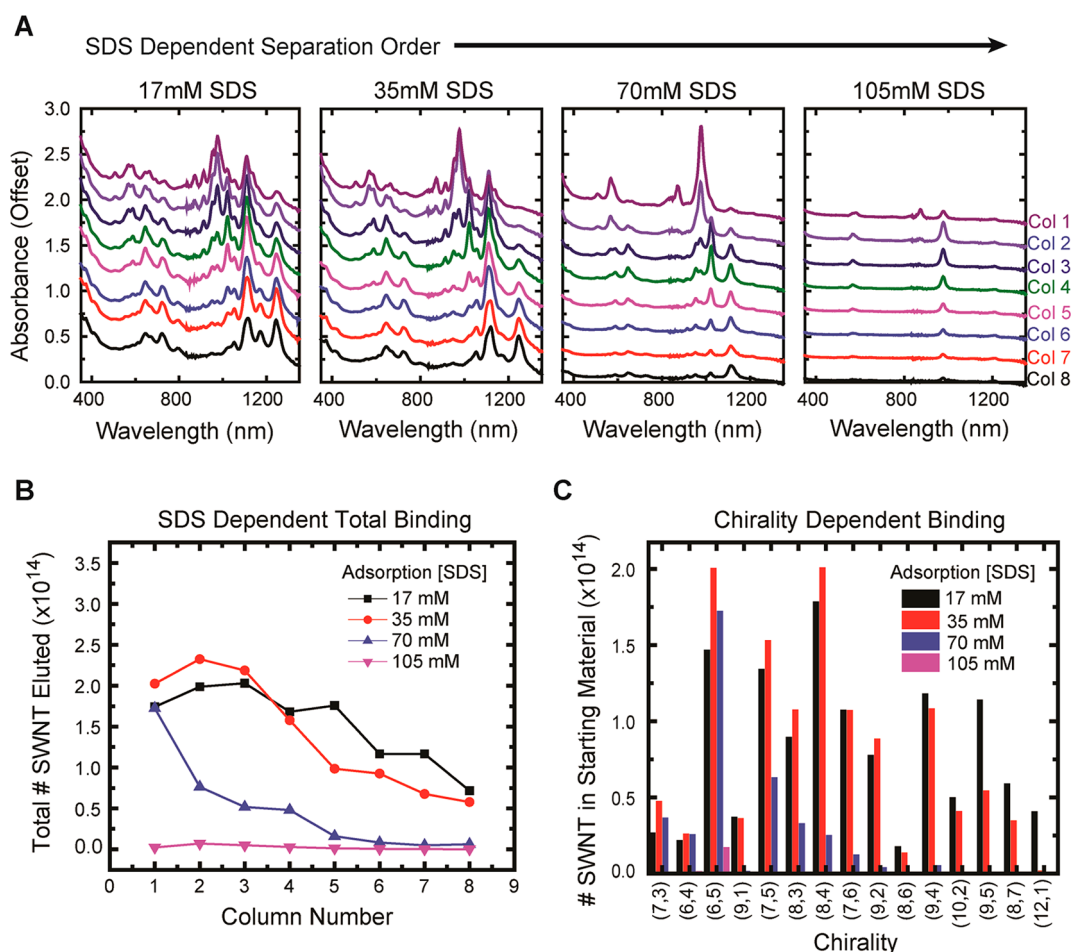 A
SDS Dependent Separation Order
17mM SDS
35mM SDS
70mM SDS
105mM SDS
Absorbance (Offset)
3.0
2.5
2.0
1.5
1.0
0.5
0.0
400 800 1200
400 800 1200
400 800 1200
400 800 1200
Wavelength (nm)
Wavelength (nm)
Wavelength (nm)
Wavelength (nm)
Col 1
Col 2
Col 3
Col 4
Col 5
Col 6
Col 7
Col 8
B
SDS Dependent Total Binding
Total # SWNT Eluted (x10¹⁴)
3.5
3.0
2.5
2.0
1.5
1.0
0.5
0.0
Adsorption [SDS]
17 mM
35 mM
70 mM
105 mM
0 1 2 3 4 5 6 7 8 9
Column Number
C
Chirality Dependent Binding
# SWNT in Starting Material (x10¹⁴)
2.0
1.5
1.0
0.5
0.0
Adsorption [SDS]
17 mM
35 mM
70 mM
105 mM
(7,3)
(6,4)
(6,5)
(9,1)
(7,5)
(8,3)
(8,4)
(7,6)
(9,2)
(8,6)
(9,4)
(10,2)
(9,5)
(8,7)
(12,1)
Chirality